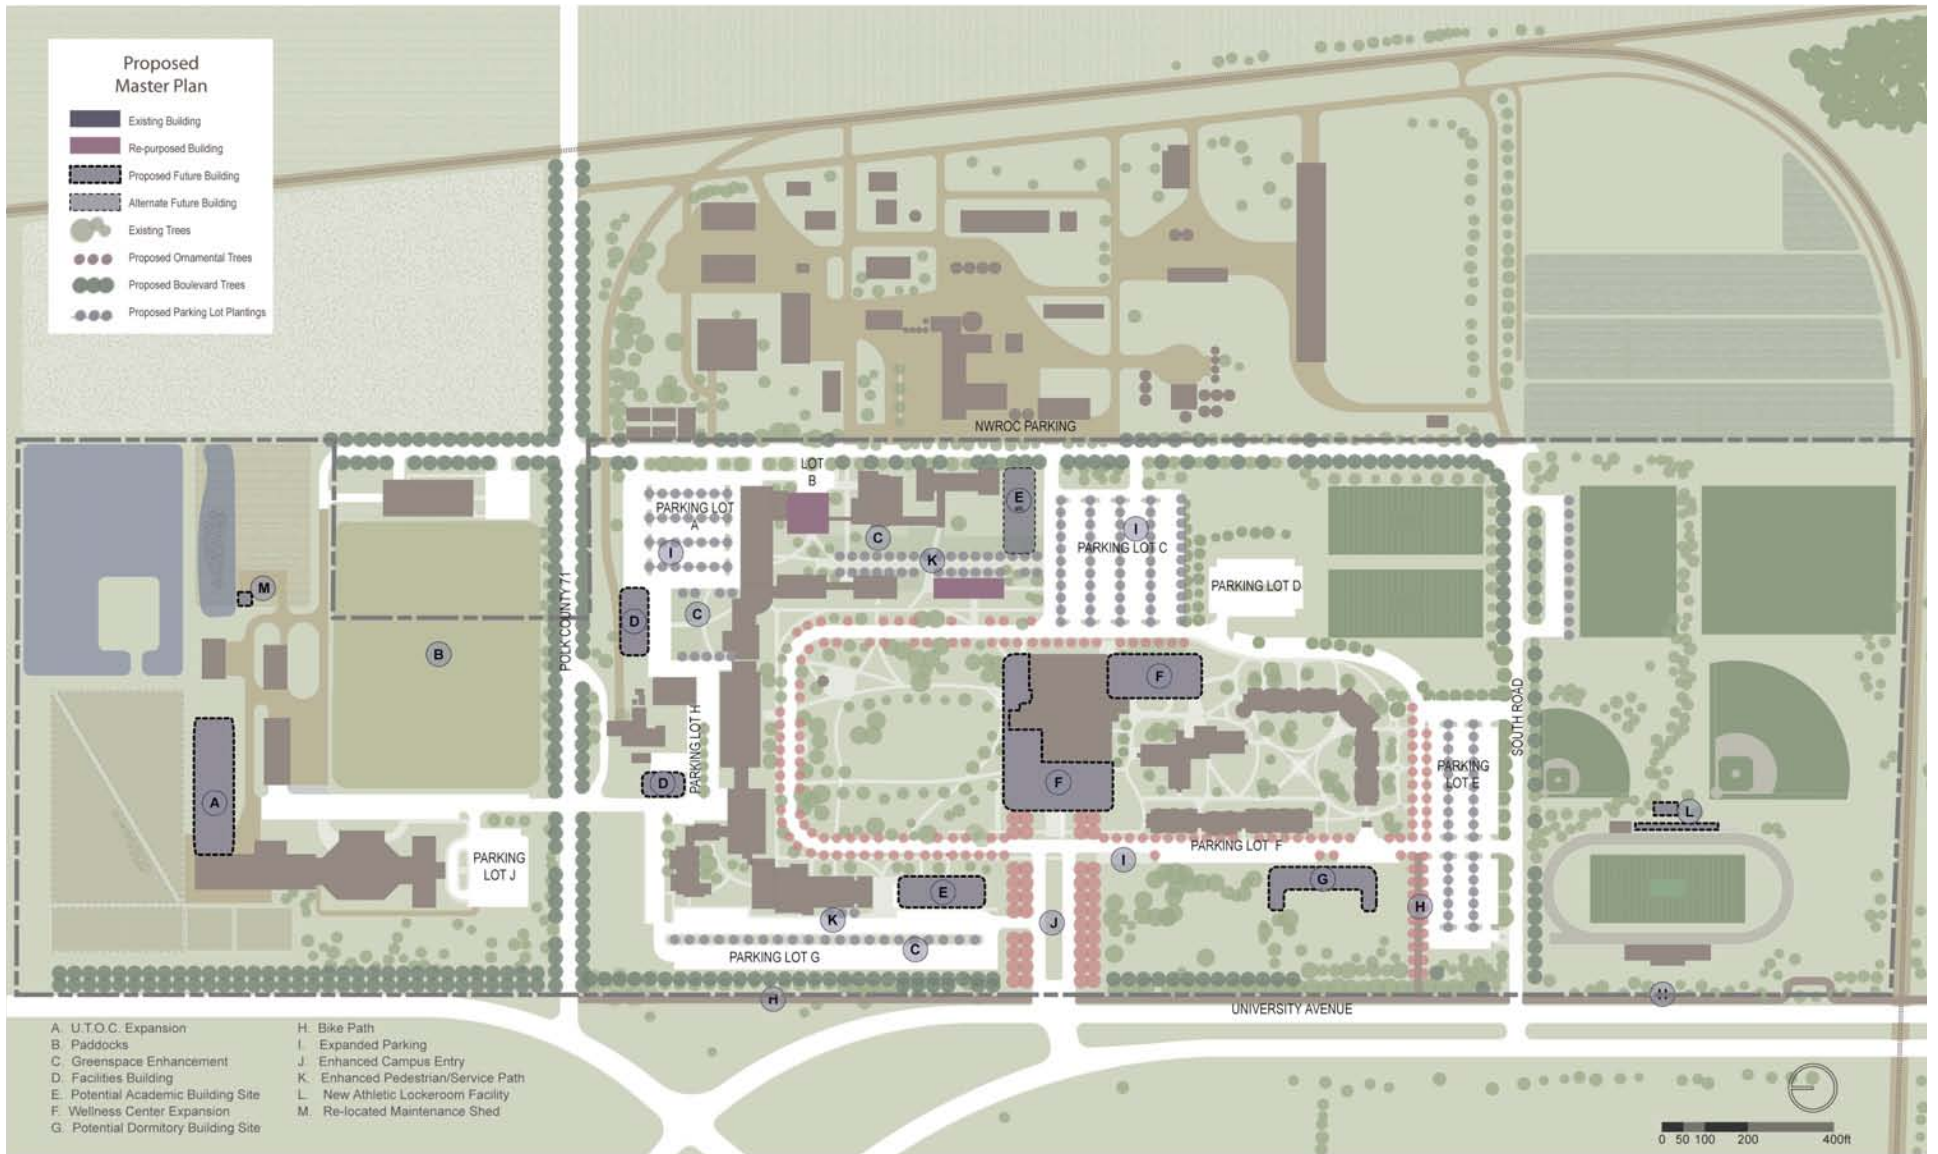 Proposed
Master Plan
Existing Building
Re-purposed Building
Proposed Future Building
Alternate Future Building
Existing Trees
Proposed Ornamental Trees
Proposed Boulevard Trees
Proposed Parking Lot Plantings
NWROC PARKING
LOT
B
PARKING LOT
A
I
C
K
E
I
PARKING LOT C
PARKING LOT D
M
D
C
B
POLK COUNTY 71
F
PARKING LOT H
SOUTH ROAD
D
F
PARKING
LOT E
A
L
PARKING LOT F
I
PARKING
LOT J
E
G
K
J
H
C
PARKING LOT G
H
H
UNIVERSITY AVENUE
A. U.T.O.C. Expansion
B. Paddocks
C. Greenspace Enhancement
D. Facilities Building
E. Potential Academic Building Site
F. Wellness Center Expansion
G. Potential Dormitory Building Site
H. Bike Path
I. Expanded Parking
J. Enhanced Campus Entry
K. Enhanced Pedestrian/Service Path
L. New Athletic Lockeroom Facility
M. Re-located Maintenance Shed
0 50 100 200 400ft